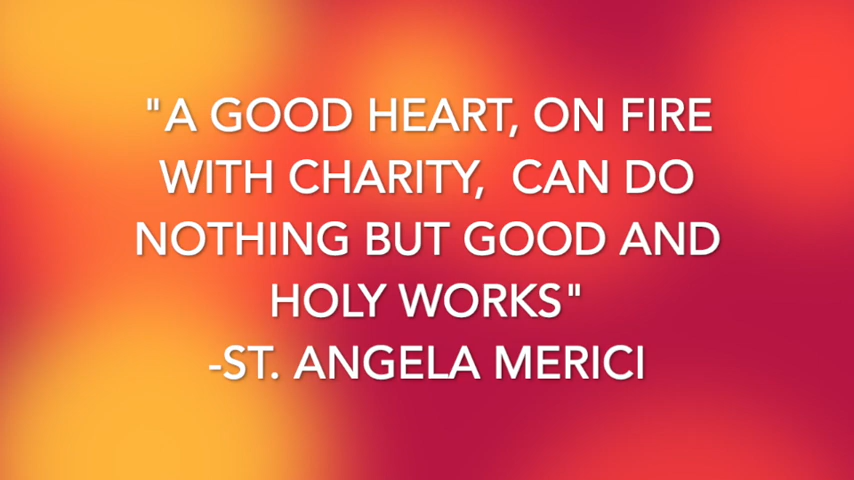 "A GOOD HEART, ON FIRE
WITH CHARITY,  CAN DO
NOTHING BUT GOOD AND
HOLY WORKS"
-ST. ANGELA MERICI